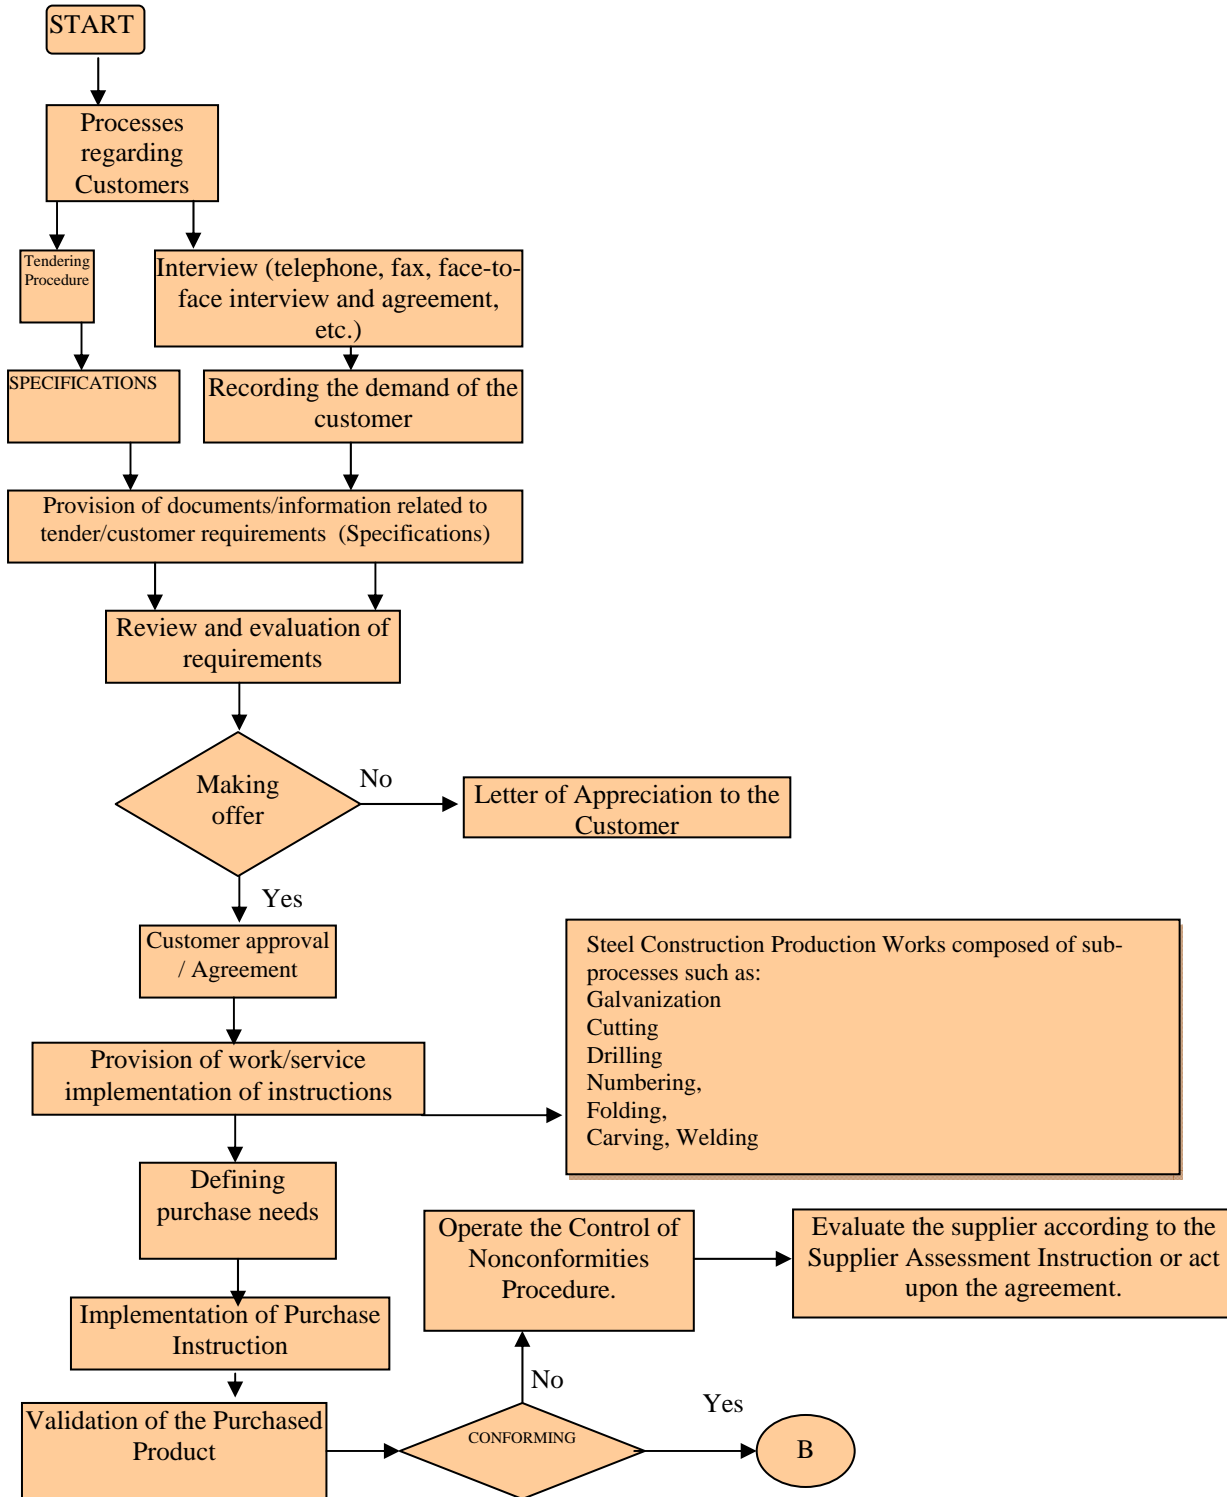 START
Processes
regarding
Customers
Tendering
Procedure
Interview (telephone, fax, face-to-
face interview and agreement,
etc.)
SPECIFICATIONS
Recording the demand of the
customer
Provision of documents/information related to
tender/customer requirements (Specifications)
Review and evaluation of
requirements
Making
offer
No
Letter of Appreciation to the
Customer
Yes
Customer approval
/ Agreement
Steel Construction Production Works composed of sub-
processes such as:
Galvanization
Cutting
Drilling
Numbering,
Folding,
Carving, Welding
Provision of work/service
implementation of instructions
Defining
purchase needs
Operate the Control of
Nonconformities
Procedure.
Evaluate the supplier according to the
Supplier Assessment Instruction or act
upon the agreement.
Implementation of Purchase
Instruction
No
Yes
Validation of the Purchased
Product
CONFORMING
B